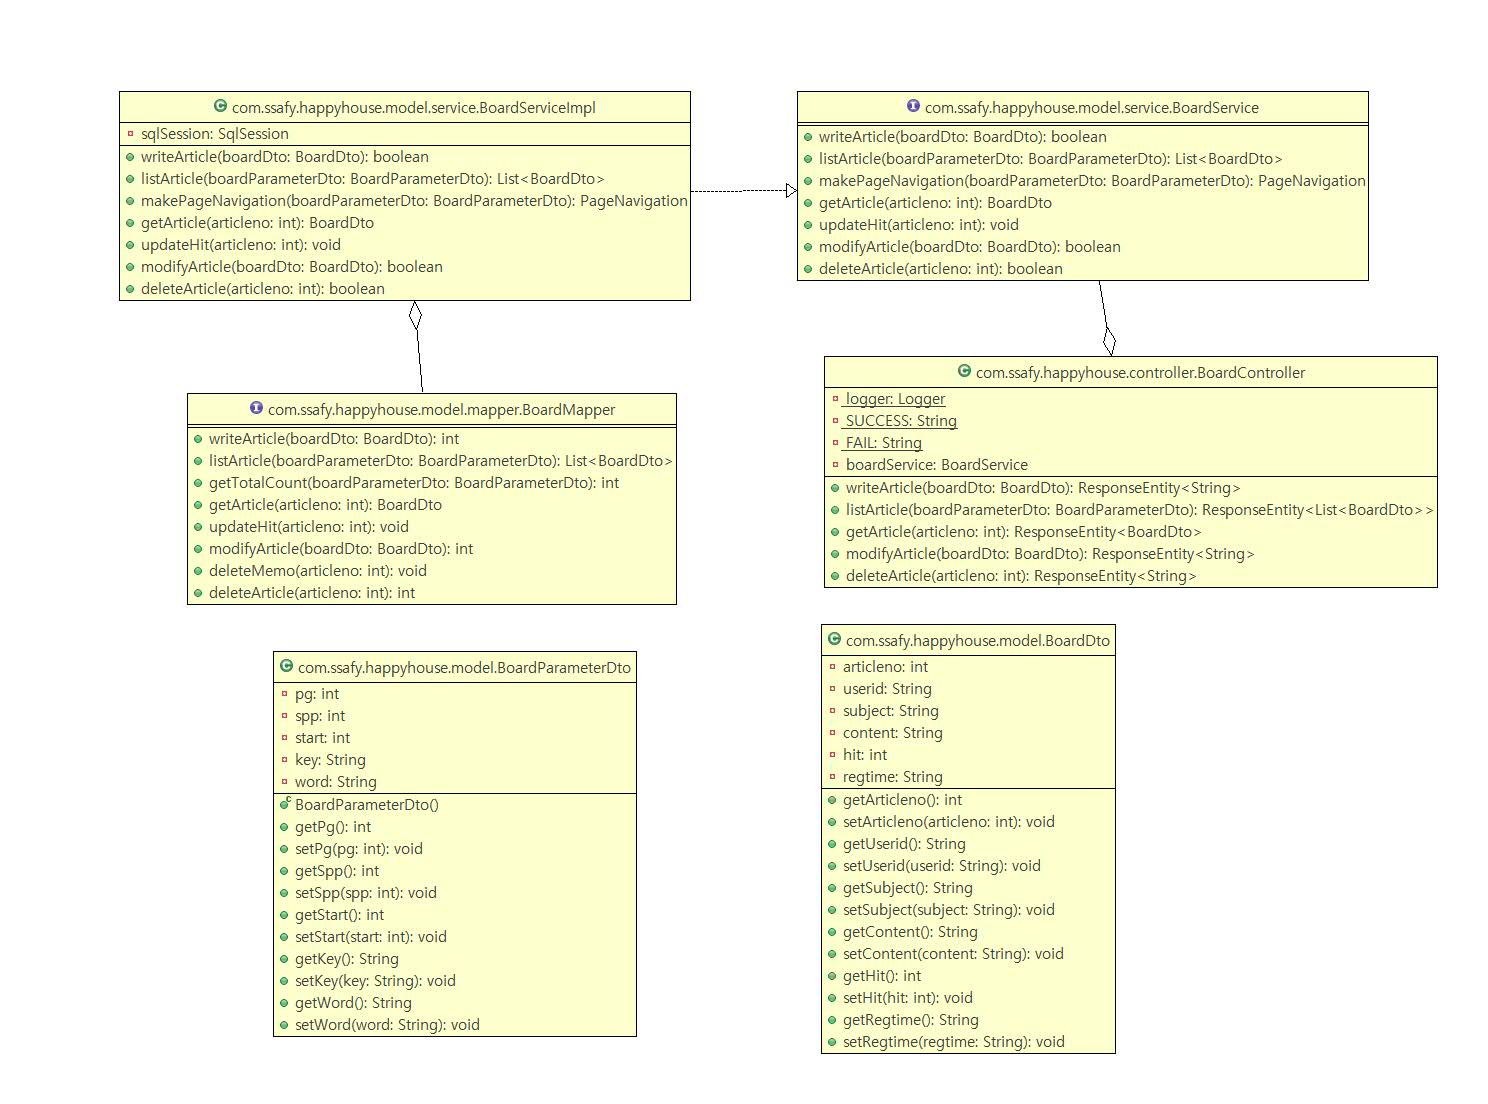 com.ssafy.happyhouse.model.service.BoardServiceImpl
sqlSession: SqlSession
writeArticle(boardDto: BoardDto): boolean
listArticle(boardParameterDto: BoardParameterDto): List<BoardDto>
makePageNavigation(boardParameterDto: BoardParameterDto): PageNavigation
getArticle(articleno: int): BoardDto
updateHit(articleno: int): void
modifyArticle(boardDto: BoardDto): boolean
deleteArticle(articleno: int): boolean
com.ssafy.happyhouse.model.service.BoardService
writeArticle(boardDto: BoardDto): boolean
listArticle(boardParameterDto: BoardParameterDto): List<BoardDto>
makePageNavigation(boardParameterDto: BoardParameterDto): PageNavigation
getArticle(articleno: int): BoardDto
updateHit(articleno: int): void
modifyArticle(boardDto: BoardDto): boolean
deleteArticle(articleno: int): boolean
com.ssafy.happyhouse.model.mapper.BoardMapper
writeArticle(boardDto: BoardDto): int
listArticle(boardParameterDto: BoardParameterDto): List<BoardDto>
getTotalCount(boardParameterDto: BoardParameterDto): int
getArticle(articleno: int): BoardDto
updateHit(articleno: int): void
modifyArticle(boardDto: BoardDto): int
deleteMemo(articleno: int): void
deleteArticle(articleno: int): int
com.ssafy.happyhouse.controller.BoardController
logger: Logger
SUCCESS: String
FAIL: String
boardService: BoardService
writeArticle(boardDto: BoardDto): ResponseEntity<String>
listArticle(boardParameterDto: BoardParameterDto): ResponseEntity<List<BoardDto>>
getArticle(articleno: int): ResponseEntity<BoardDto>
modifyArticle(boardDto: BoardDto): ResponseEntity<String>
deleteArticle(articleno: int): ResponseEntity<String>
com.ssafy.happyhouse.model.BoardParameterDto
pg: int
spp: int
start: int
key: String
word: String
BoardParameterDto()
getPg(): int
setPg(pg: int): void
getSpp(): int
setSpp(spp: int): void
getStart(): int
setStart(start: int): void
getKey(): String
setKey(key: String): void
getWord(): String
setWord(word: String): void
com.ssafy.happyhouse.model.BoardDto
articleno: int
userid: String
subject: String
content: String
hit: int
regtime: String
getArticleno(): int
setArticleno(articleno: int): void
getUserid(): String
setUserid(userid: String): void
getSubject(): String
setSubject(subject: String): void
getContent(): String
setContent(content: String): void
getHit(): int
setHit(hit: int): void
getRegtime(): String
setRegtime(regtime: String): void